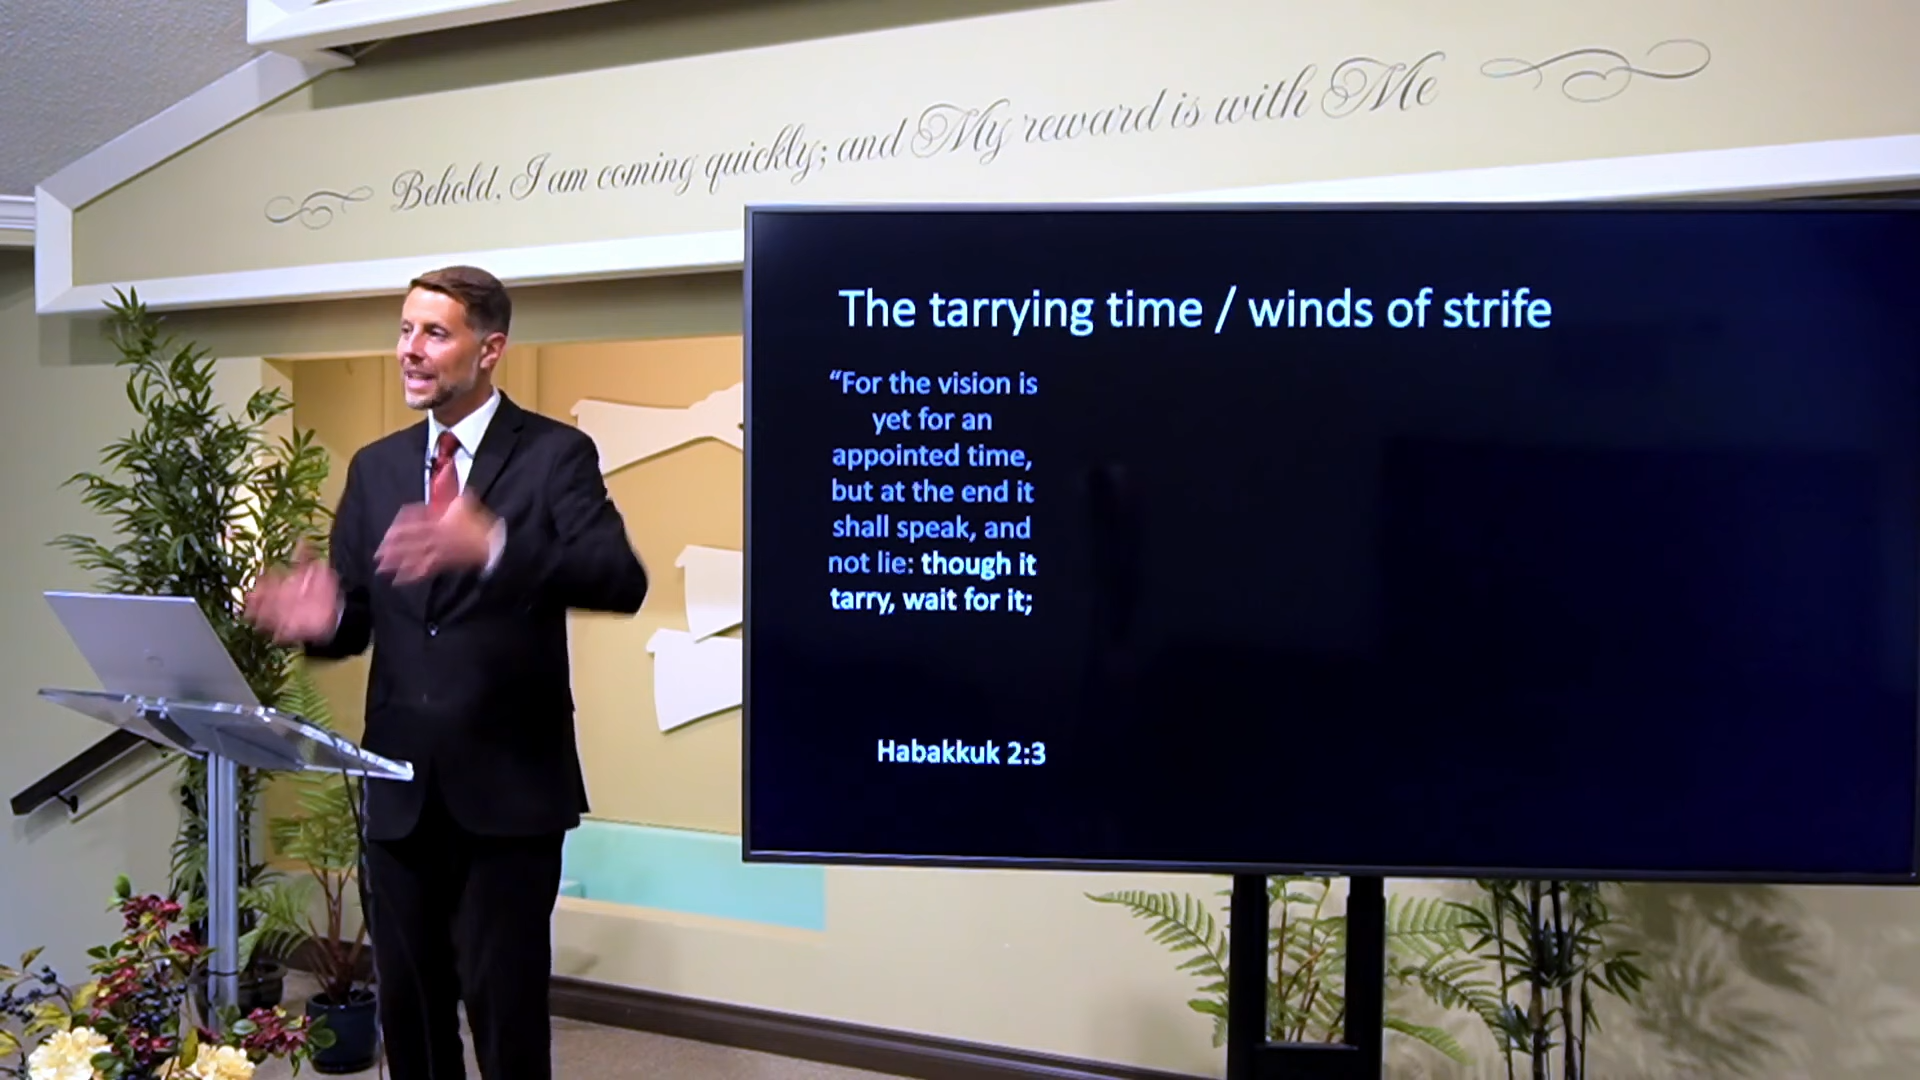 Behold, I am coming quickly; and My reward is with Me
The tarrying time / winds of strife
“For the vision is
yet for an
appointed time,
but at the end it
shall speak, and
not lie: though it
tarry, wait for it;
Habakkuk 2:3